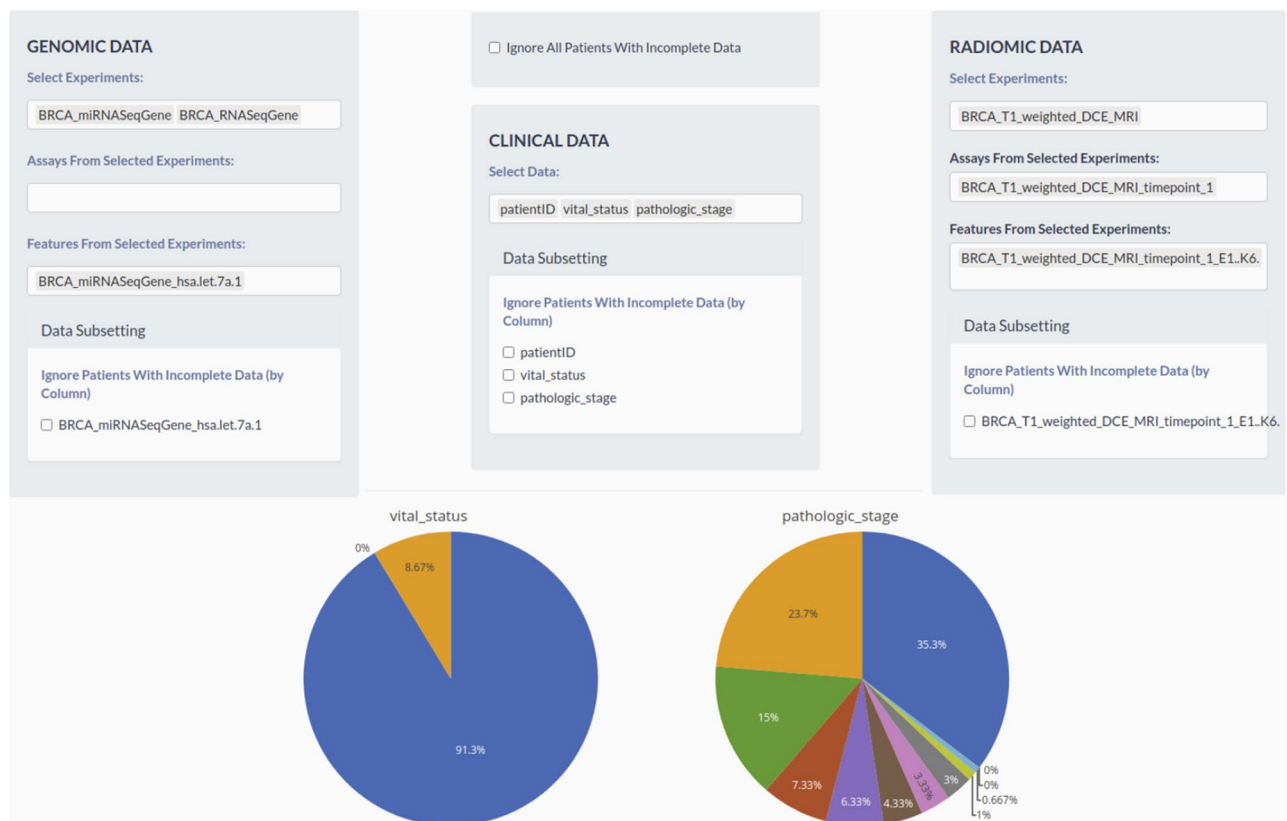 GENOMIC DATA
Select Experiments:
BRCA_miRNASeqGene BRCA_RNASeqGene
Assays From Selected Experiments:
Features From Selected Experiments:
BRCA_miRNASeqGene_hsa.let.7a.1
Data Subsetting
Ignore Patients With Incomplete Data (by
Column)
BRCA_miRNASeqGene_hsa.let.7a.1
Ignore All Patients With Incomplete Data
CLINICAL DATA
Select Data:
patientID vital_status pathologic_stage
Data Subsetting
Ignore Patients With Incomplete Data (by
Column)
patientID
vital_status
pathologic_stage
RADIOMIC DATA
Select Experiments:
BRCA_T1_weighted_DCE_MRI
Assays From Selected Experiments:
BRCA_T1_weighted_DCE_MRI_timepoint_1
Features From Selected Experiments:
BRCA_T1_weighted_DCE_MRI_timepoint_1_E1..K6.
Data Subsetting
Ignore Patients With Incomplete Data (by
Column)
BRCA_T1_weighted_DCE_MRI_timepoint_1_E1..K6.
vital_status
0%
8.67%
91.3%
pathologic_stage
23.7%
35.3%
15%
7.33%
6.33%
4.33%
3.33%
3%
0%
0%
0.667%
1%